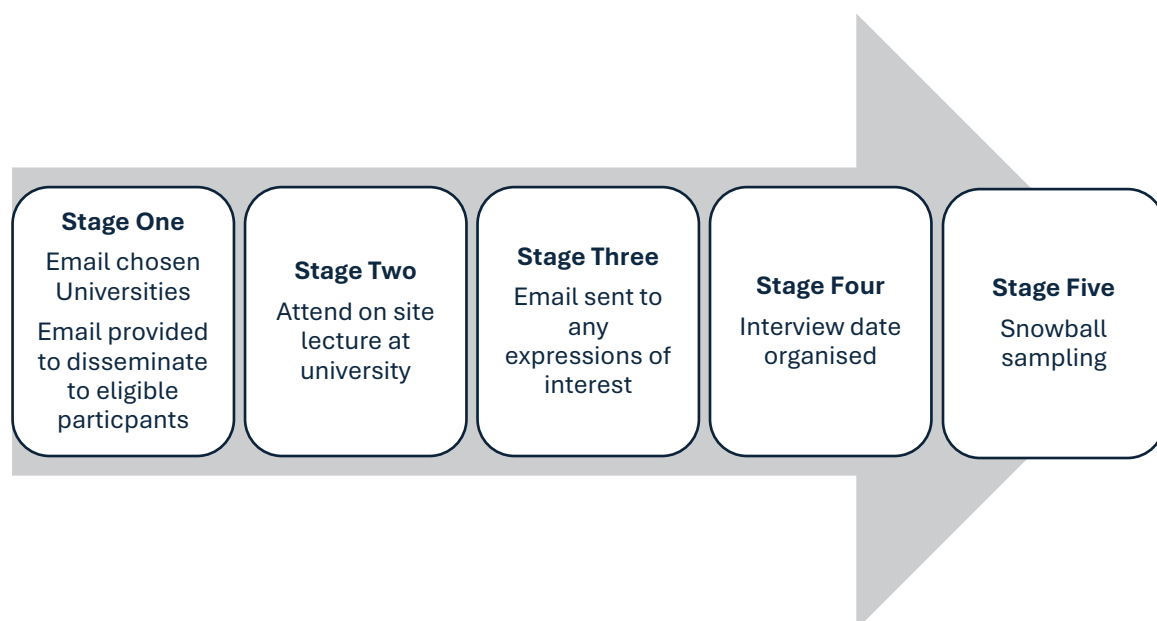 Stage One
Email chosen
Universities
Email provided
to disseminate
to eligible
particpants
Stage Two
Attend on site
lecture at
university
Stage Three
Email sent to
any
expressions of
interest
Stage Four
Interview date
organised
Stage Five
Snowball
sampling